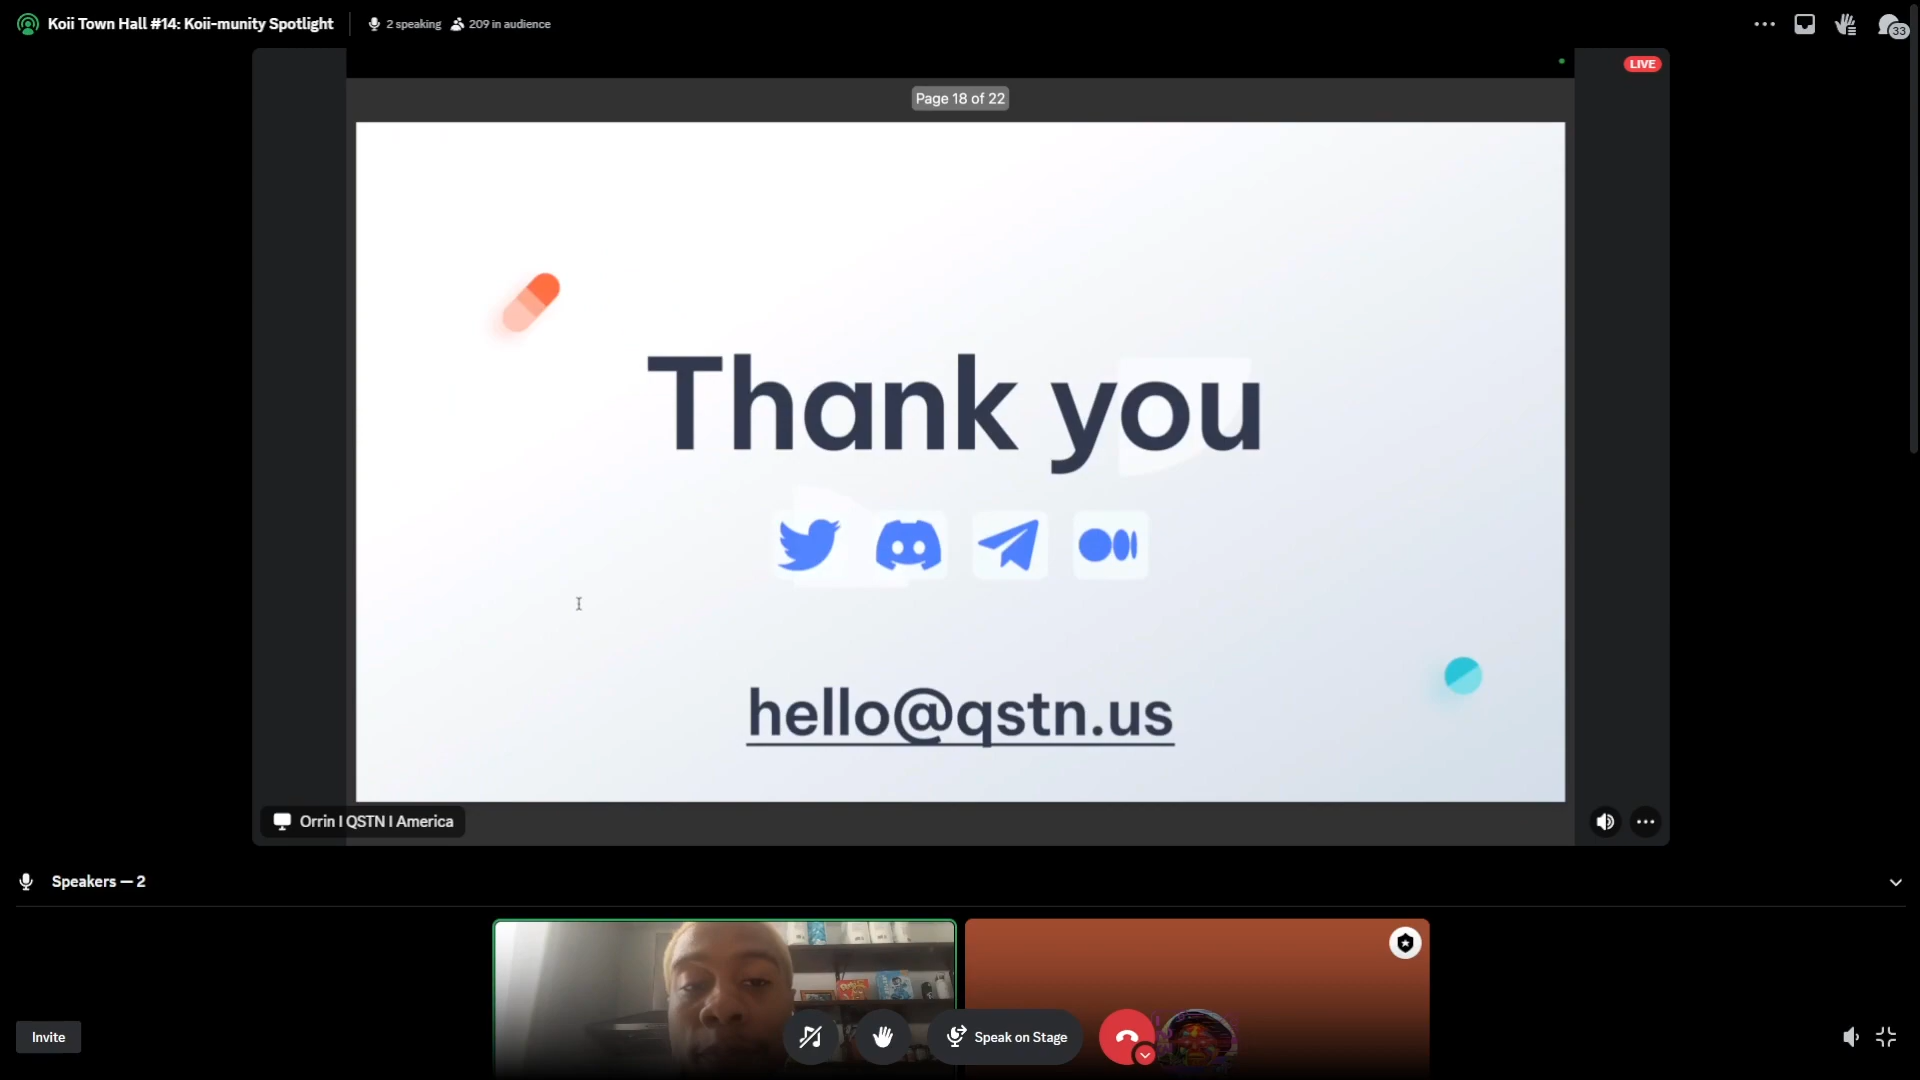 Koii Town Hall #14: Koii-munity Spotlight
2 speaking
209 in audience
33
LIVE
Page 18 of 22
Thank you
hello@qstn.us
Orrin I QSTN I America
Speakers — 2
Invite
Speak on Stage